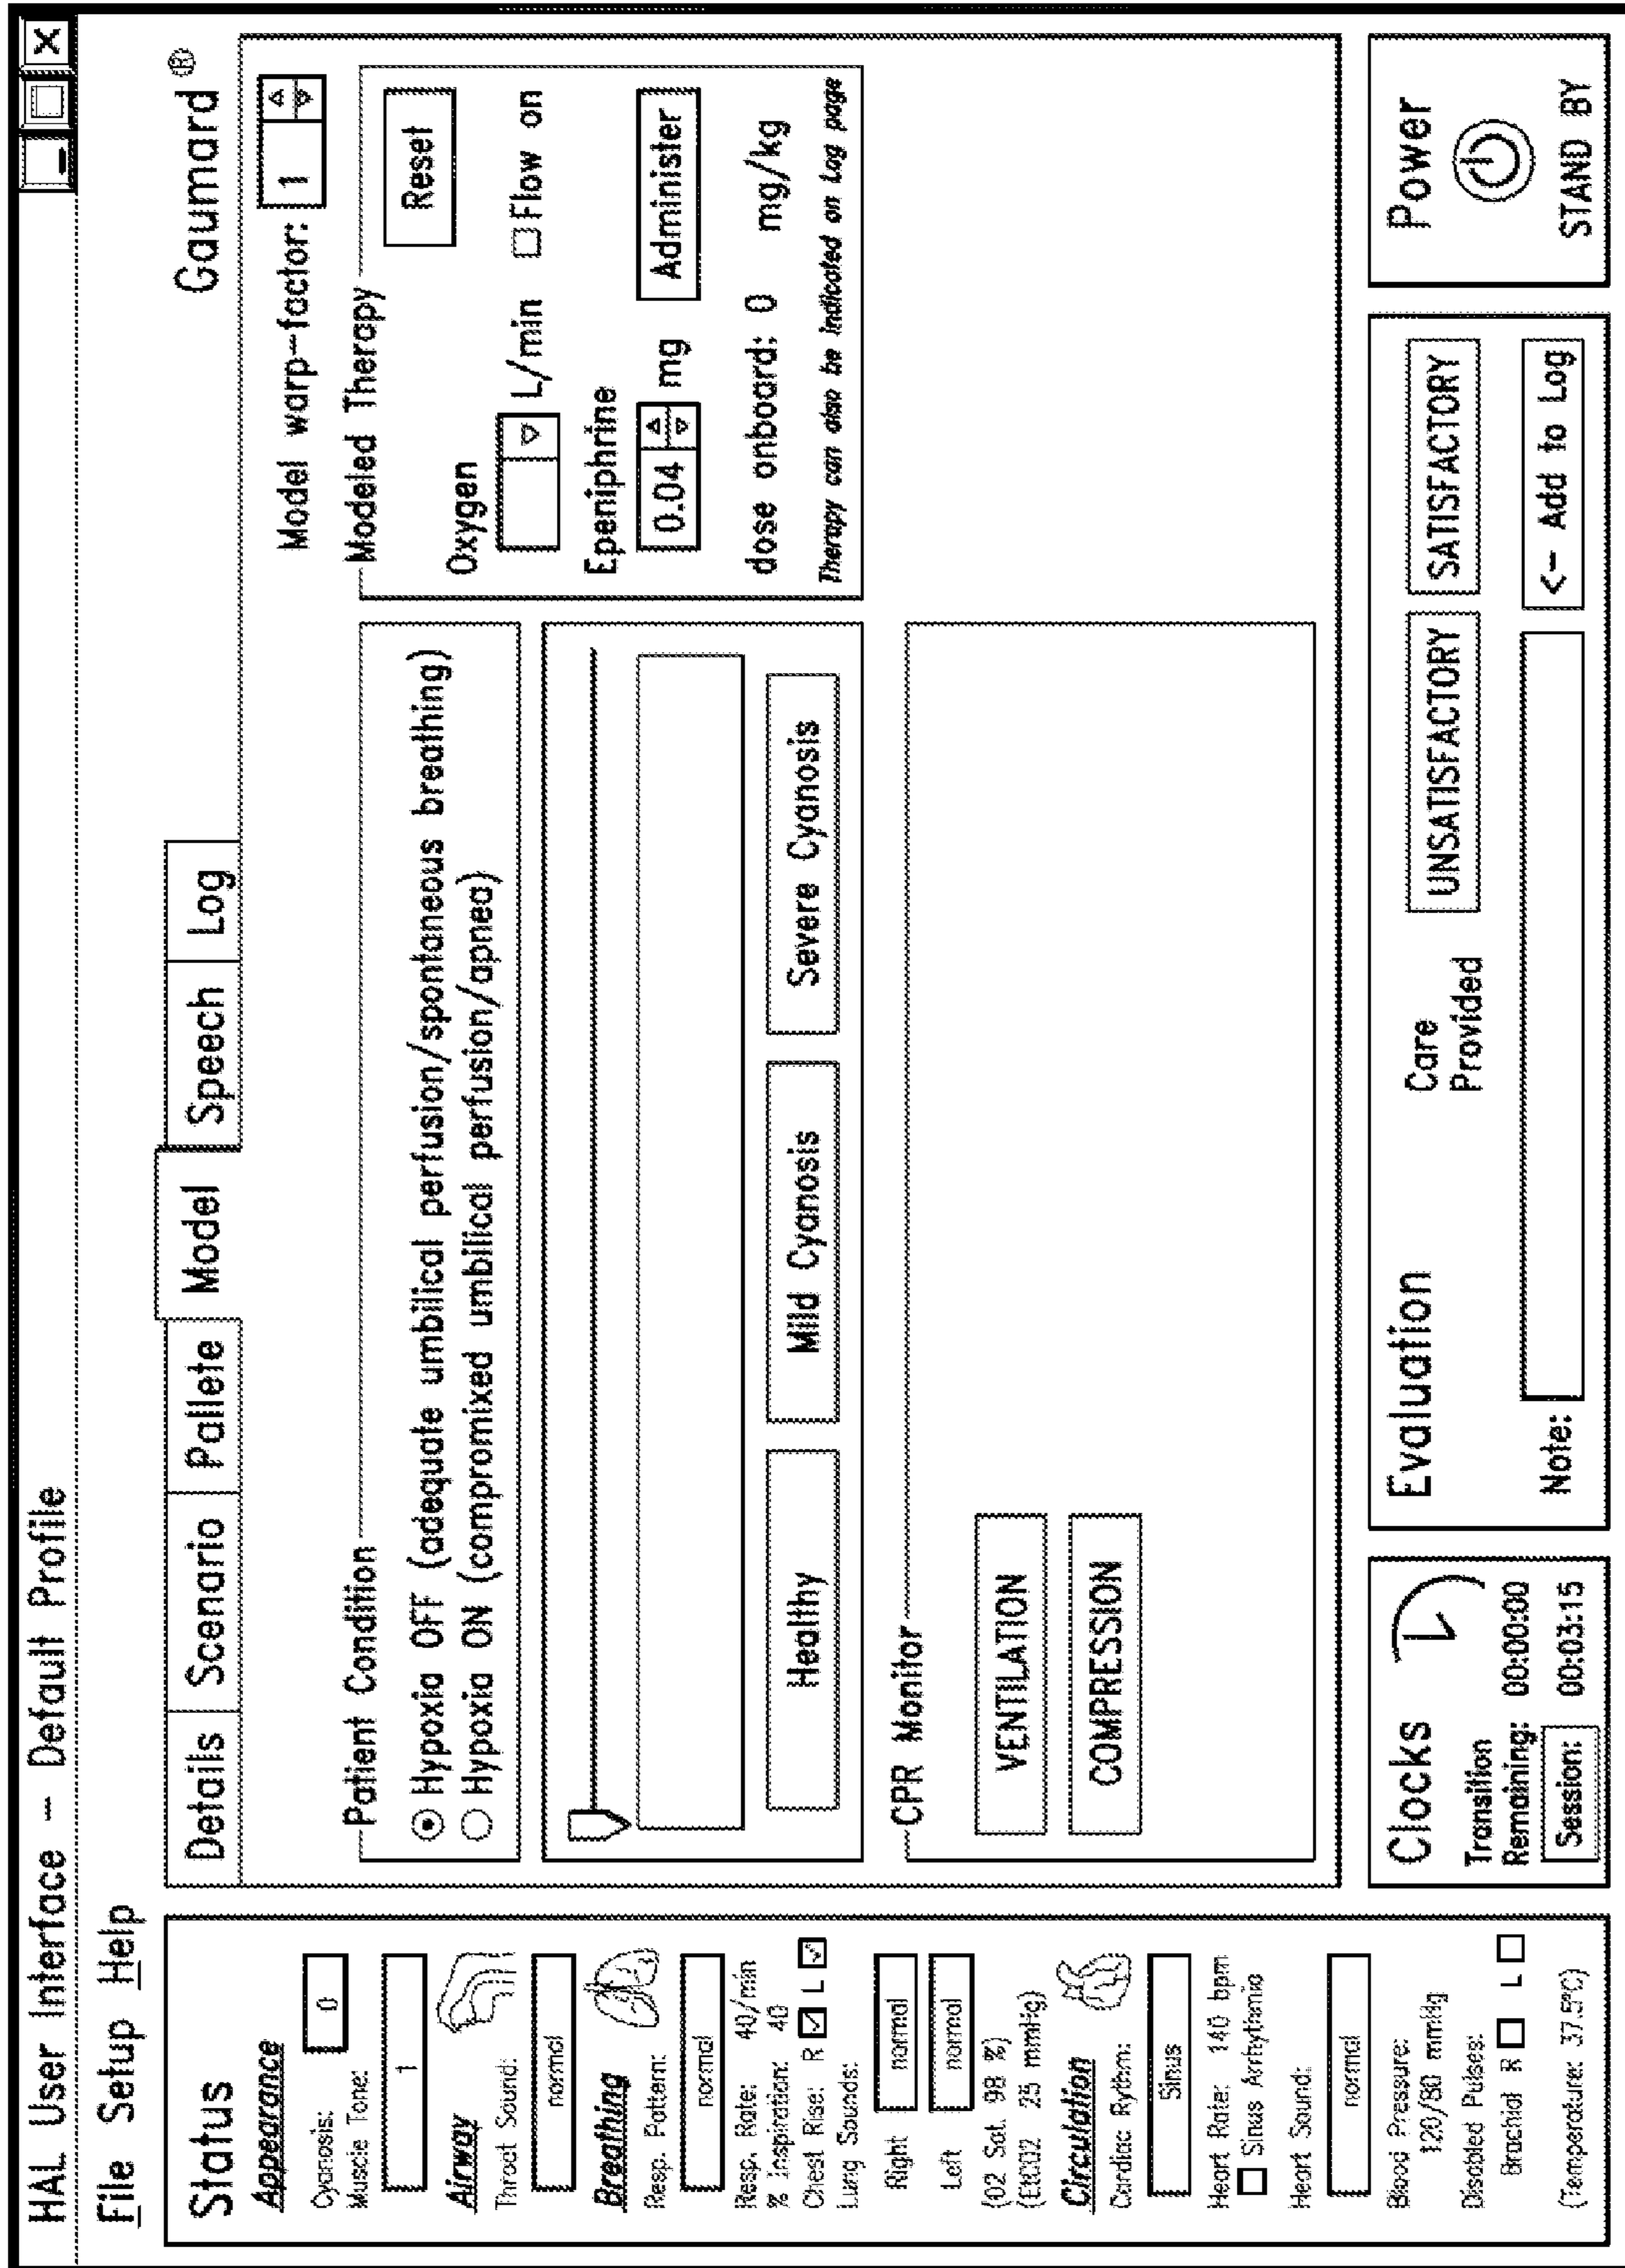 HAL User Interface - Default Profile
File Setup Help
Gaumard ®
Status
Appearance
Cyanosis: 0
Muscle Tone:
1
Airway
Throat Sound:
normal
Breathing
Resp. Pattern:
normal
Resp. Rate: 40/min
% Inspiration: 40
Chest Rise: R ☑ L ☑
Lung Sounds:
Right normal
Left normal
(O2 Sat. 98 %)
(EtCO2 25 mmHg)
Circulation
Cardiac Rythm:
Sinus
Heart Rate: 140 bpm
☐ Sinus Arrhythmia
Heart Sound:
normal
Blood Pressure:
120/80 mmHg
Disabled Pulses:
Brachial R ☐ L ☐
(Temperature: 37.5ºC)
Details Scenario Pallete Model Speech Log
Model warp-factor: 1
Patient Condition
Hypoxia OFF (adequate umbilical perfusion/spontaneous breathing)
Hypoxia ON (compromixed umbilical perfusion/apnea)
Healthy Mild Cyanosis Severe Cyanosis
Modeled Therapy
Reset
Oxygen
L/min ☐ Flow on
Epeniphrine
0.04 mg Administer
dose onboard: 0 mg/kg
Therapy can also be indicated on Log page
CPR Monitor
VENTILATION
COMPRESSION
Clocks
Transition
Remaining: 00:00:00
Session: 00:03:15
Evaluation
Care
Provided
UNSATISFACTORY SATISFACTORY
Note: <- Add to Log
Power
STAND BY